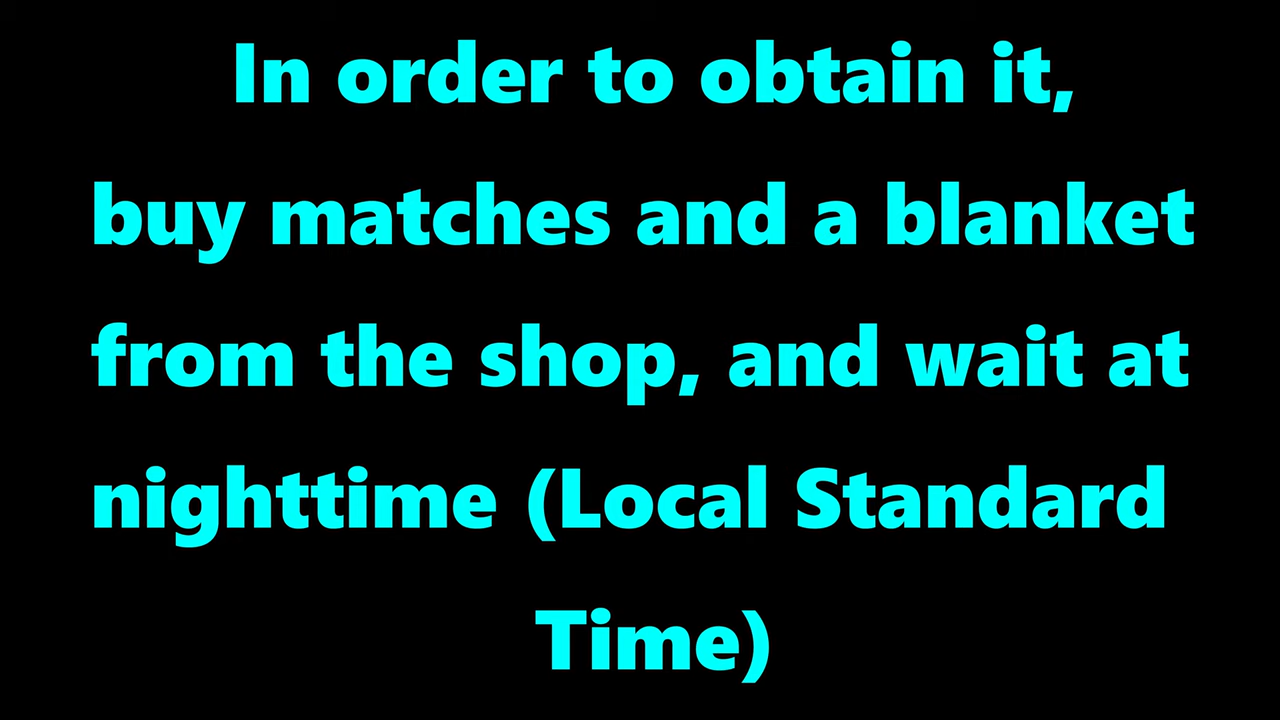 In order to obtain it,
buy matches and a blanket
from the shop, and wait at
nighttime (Local Standard
Time)